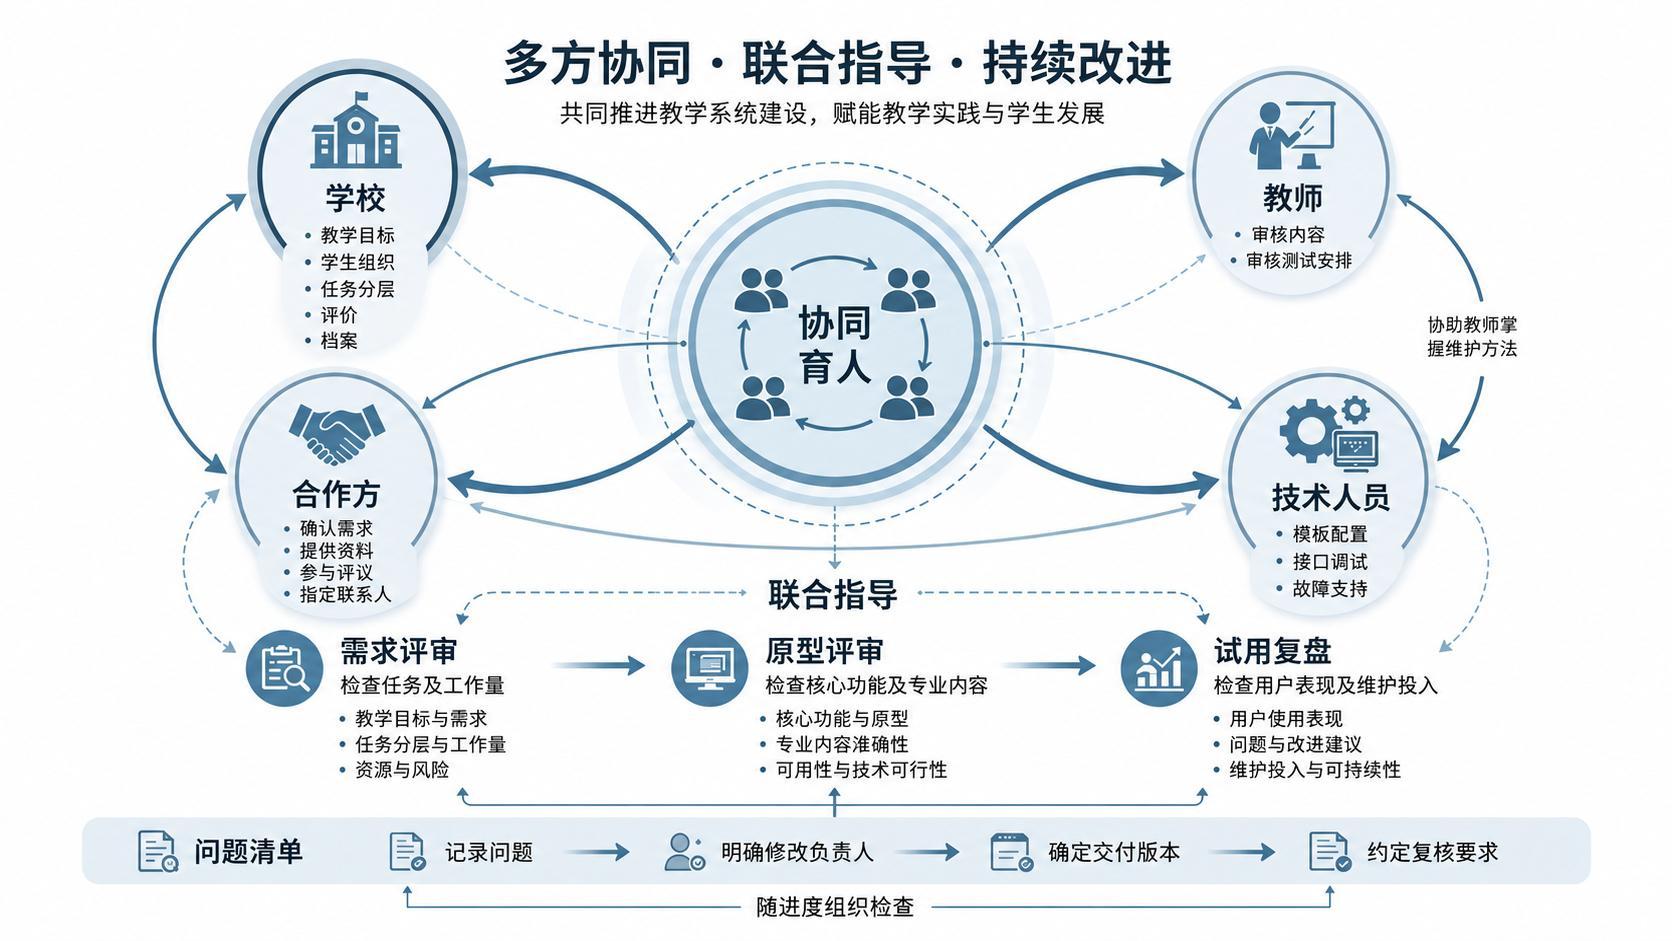 多方协同·联合指导·持续改进
共同推进教学系统建设，赋能教学实践与学生发展
学校
• 教学目标
• 学生组织
• 任务分层
• 评价
• 档案
教师
• 审核内容
• 审核测试安排
协同
育人
协助教师掌
握维护方法
合作方
• 确认需求
• 提供资料
• 参与评议
• 指定联系人
技术人员
• 模板配置
• 接口调试
• 故障支持
联合指导
需求评审
检查任务及工作量
• 教学目标与需求
• 任务分层与工作量
• 资源与风险
原型评审
检查核心功能及专业内容
• 核心功能与原型
• 专业内容准确性
• 可用性与技术可行性
试用复盘
检查用户表现及维护投入
• 用户使用表现
• 问题与改进建议
• 维护投入与可持续性
问题清单
记录问题
明确修改负责人
确定交付版本
约定复核要求
随进度组织检查